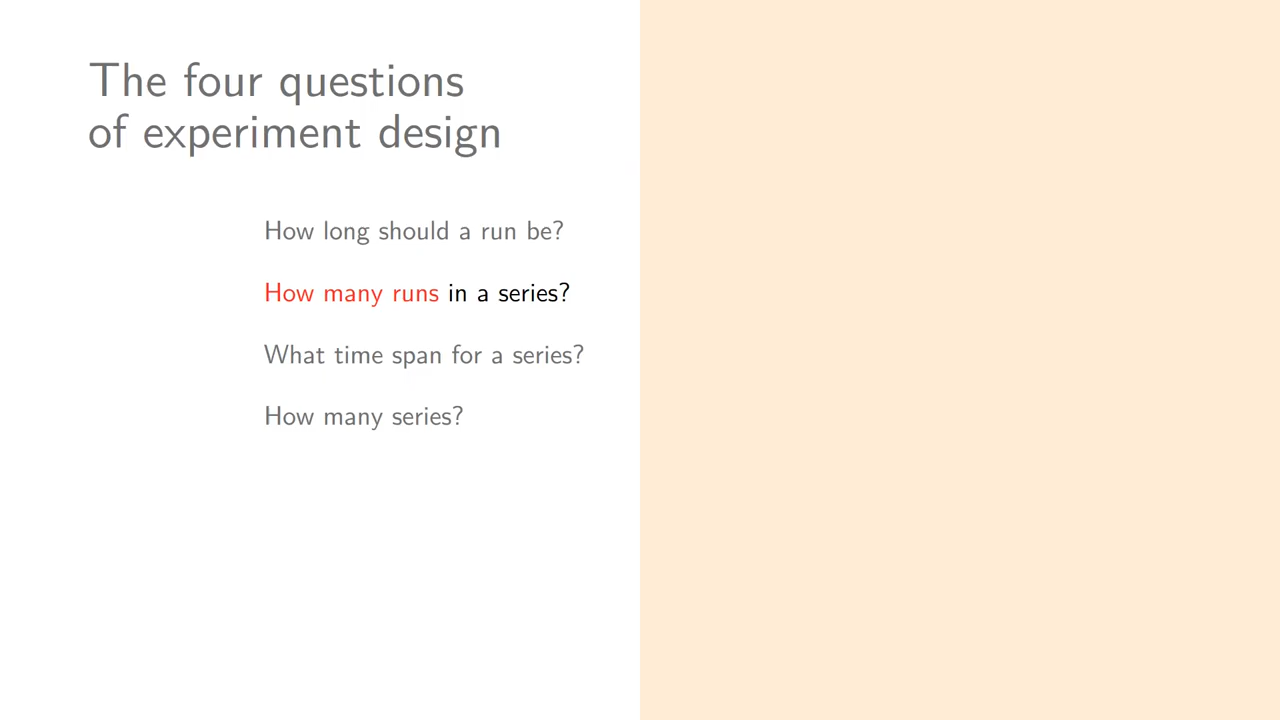 The four questions
of experiment design
How long should a run be?
How many runs in a series?
What time span for a series?
How many series?